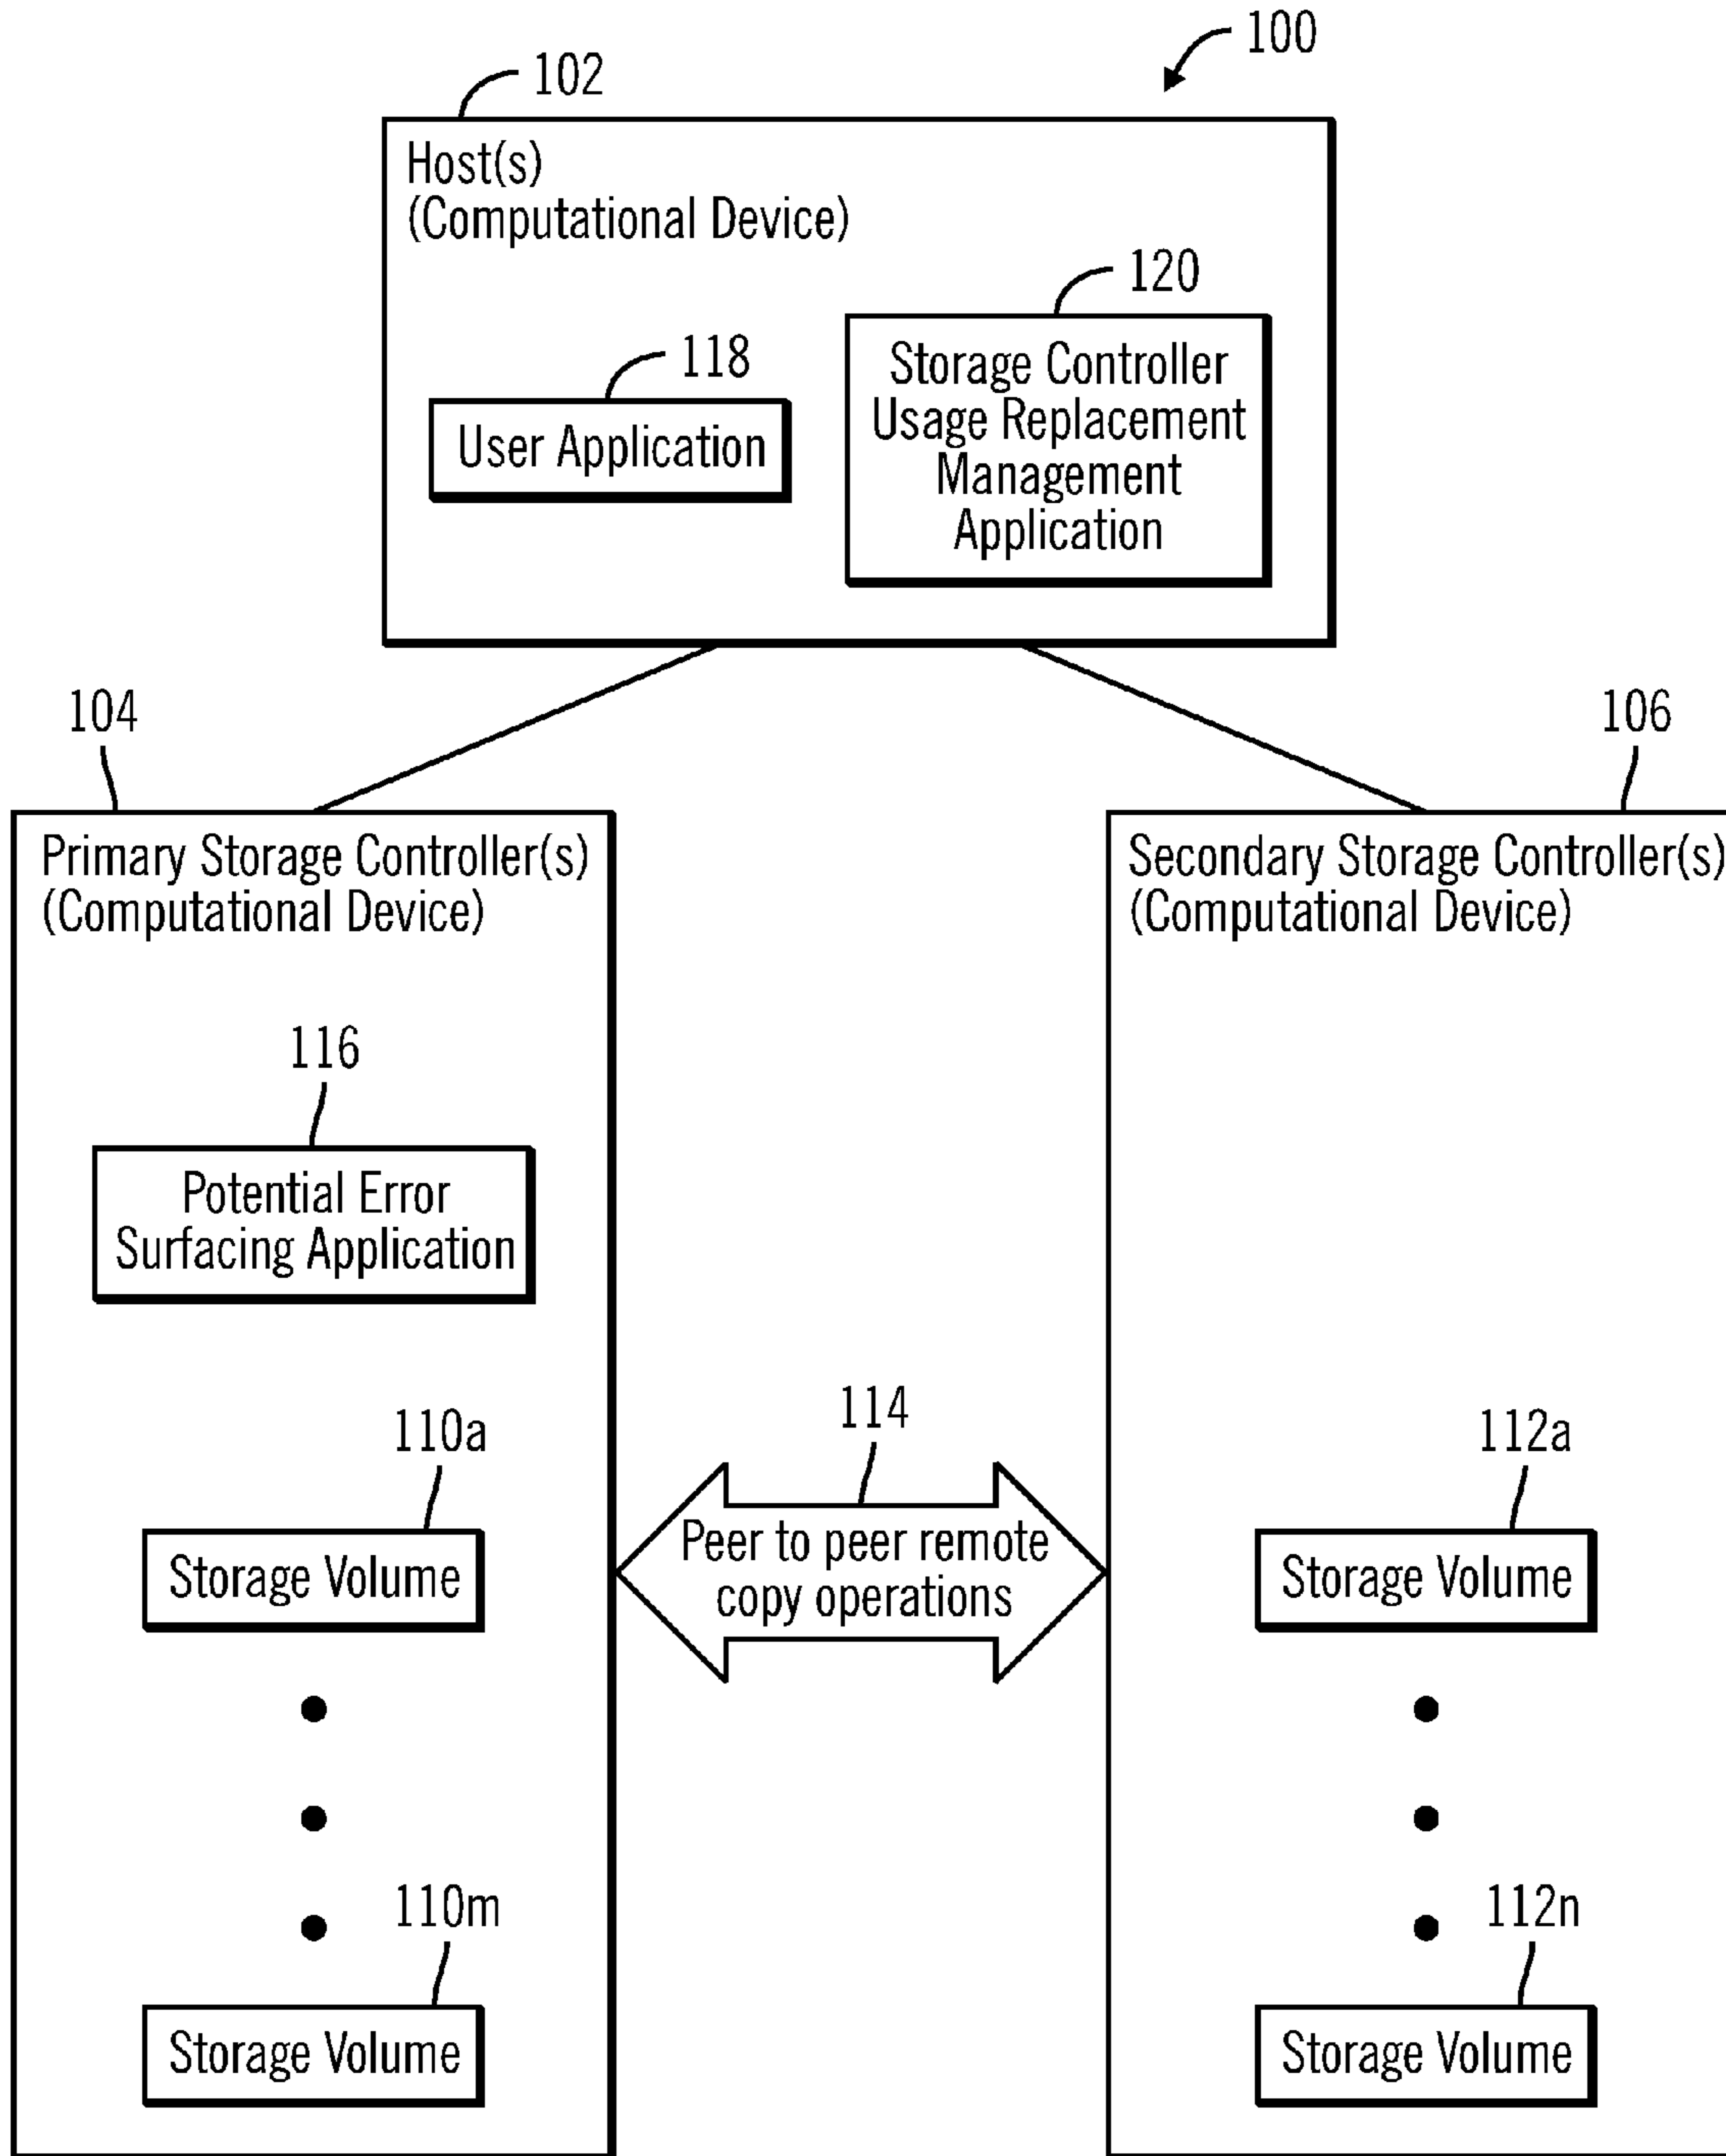 100
102
Host(s)
(Computational Device)
120
118
User Application
Storage Controller
Usage Replacement
Management
Application
104
106
Primary Storage Controller(s)
(Computational Device)
Secondary Storage Controller(s)
(Computational Device)
116
Potential Error
Surfacing Application
114
110a
112a
Peer to peer remote
copy operations
Storage Volume
Storage Volume
110m
112n
Storage Volume
Storage Volume